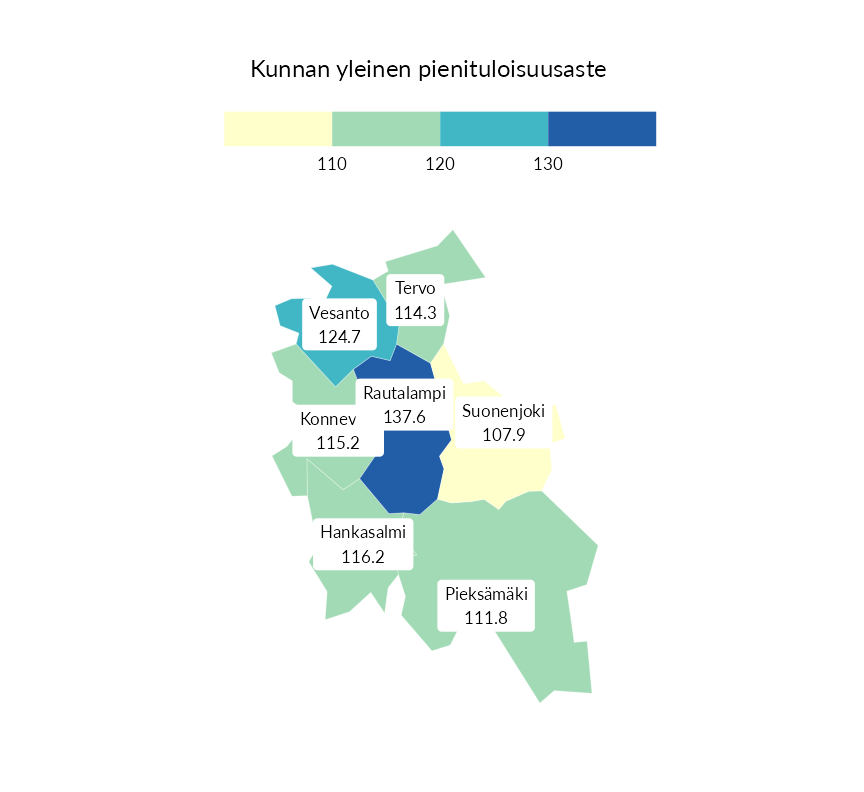 Kunnan yleinen pienituloisuusaste
110 120 130
Tervo
114.3
Vesanto
124.7
Rautalampi
137.6
Suonenjoki
107.9
Konnev
115.2
Hankasalmi
116.2
Pieksämäki
111.8